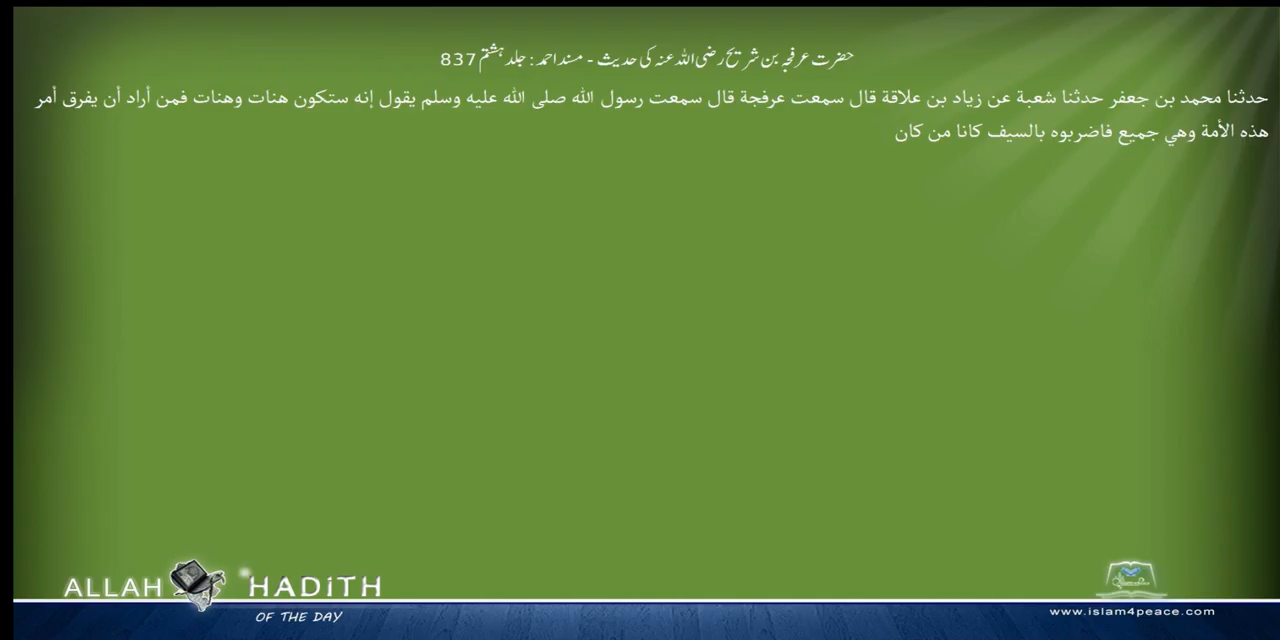 حضرت عرفجہ بن شریح رضی اللہ عنہ کی حدیث - مسند احمد : جلد ہشتم 837
حدثنا محمد بن جعفر حدثنا شعبة عن زياد بن علاقة قال سمعت عرفجة قال سمعت رسول الله صلى الله عليه وسلم يقول إنه ستكون هنات وهنات فمن أراد أن يفرق أمر
هذه الأمة وهي جميع فاضربوه بالسيف كانا من كان
ALLAH HADITH
OF THE DAY
www.islam4peace.com